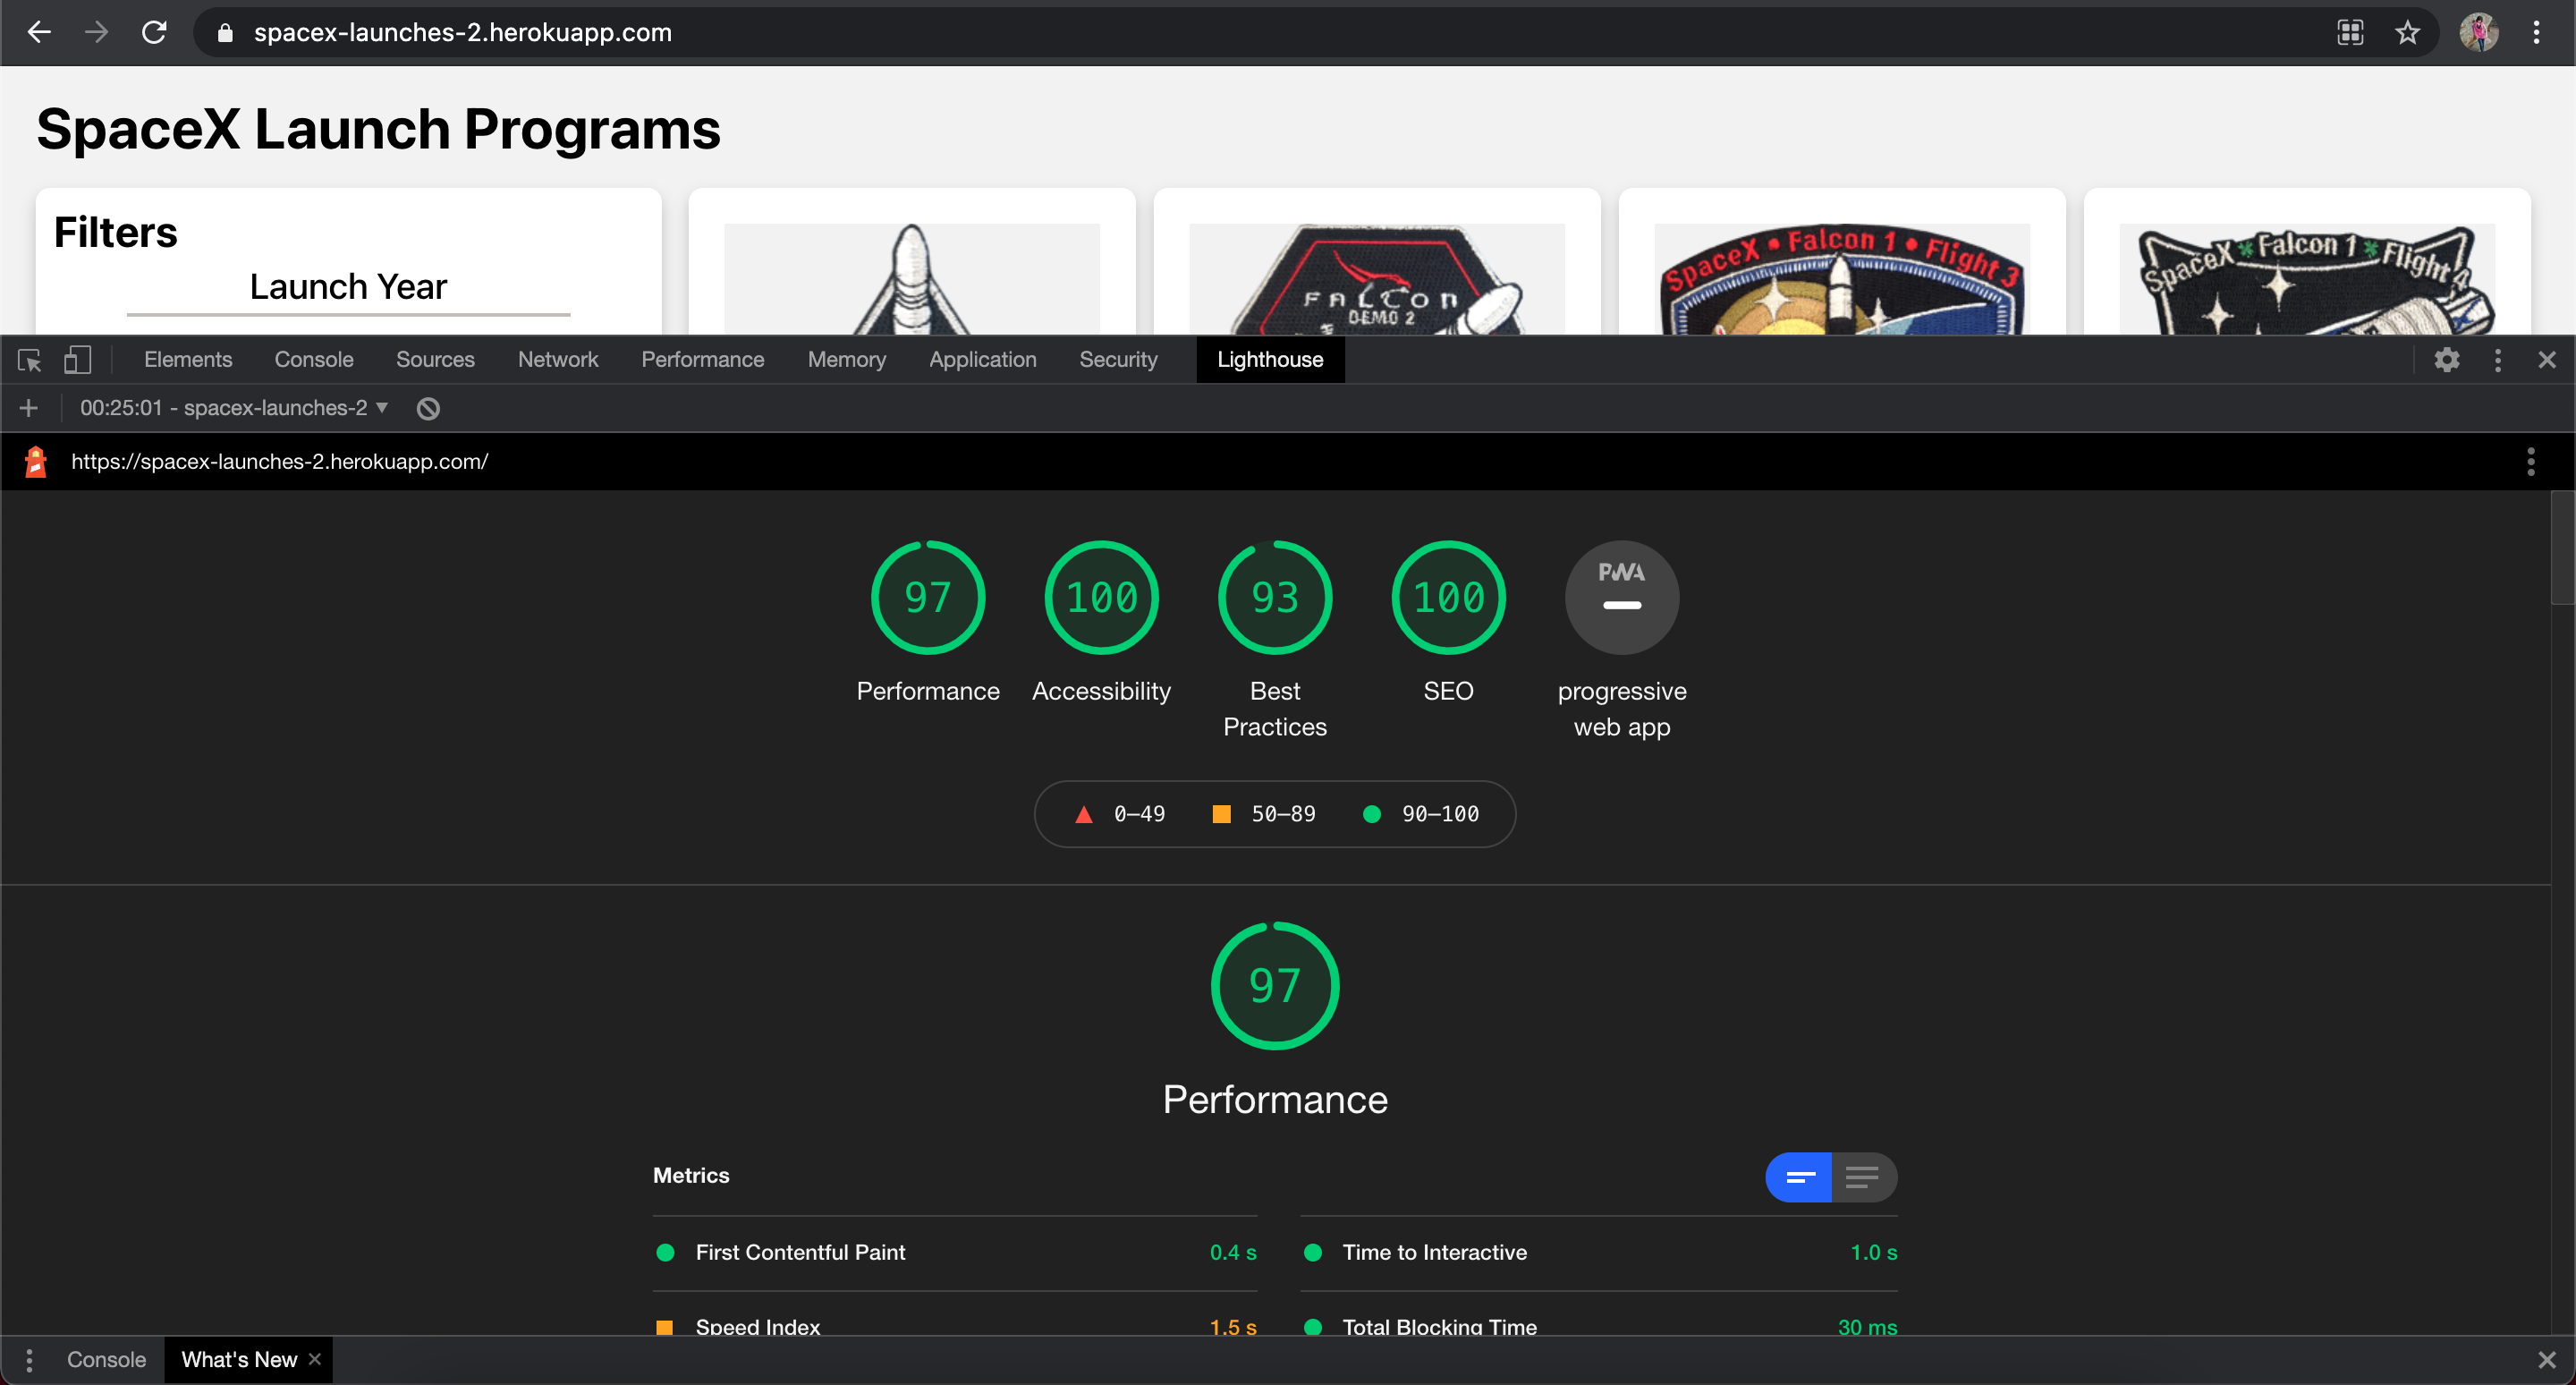 spacex-launches-2.herokuapp.com
SpaceX Launch Programs
Filters
Launch Year
FALCON
DEMO 2
SpaceX • Falcon 1 • Flight 3
SpaceX Falcon 1 Flight 4
Elements Console Sources Network Performance Memory Application Security Lighthouse
00:25:01 - spacex-launches-2
https://spacex-launches-2.herokuapp.com/
97 100 93 100 PWA
Performance Accessibility Best Practices SEO progressive web app
0–49 50–89 90–100
97
Performance
Metrics
First Contentful Paint 0.4 s Time to Interactive 1.0 s
Speed Index 1.5 s Total Blocking Time 30 ms
Console What's New